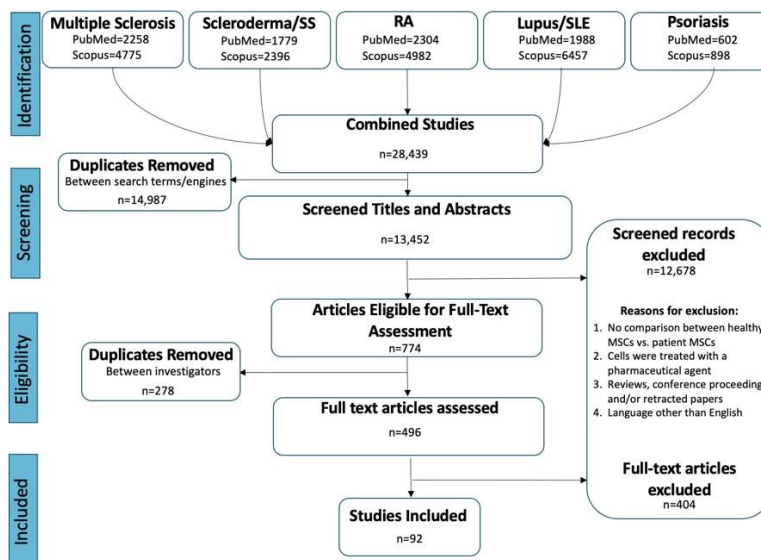 Identification
Multiple Sclerosis
PubMed=2258
Scopus=4775
Scleroderma/SS
PubMed=1779
Scopus=2396
RA
PubMed=2304
Scopus=4982
Lupus/SLE
PubMed=1988
Scopus=6457
Psoriasis
PubMed=602
Scopus=898
Combined Studies
n=28,439
Screening
Duplicates Removed
Between search terms/engines
n=14,987
Screened Titles and Abstracts
n=13,452
Screened records
excluded
n=12,678
Reasons for exclusion:
1. No comparison between healthy
MSCs vs. patient MSCs
2. Cells were treated with a
pharmaceutical agent
3. Reviews, conference proceeding
and/or retracted papers
4. Language other than English
Eligibility
Articles Eligible for Full-Text
Assessment
n=774
Duplicates Removed
Between investigators
n=278
Full text articles assessed
n=496
Full-text articles
excluded
n=404
Included
Studies Included
n=92